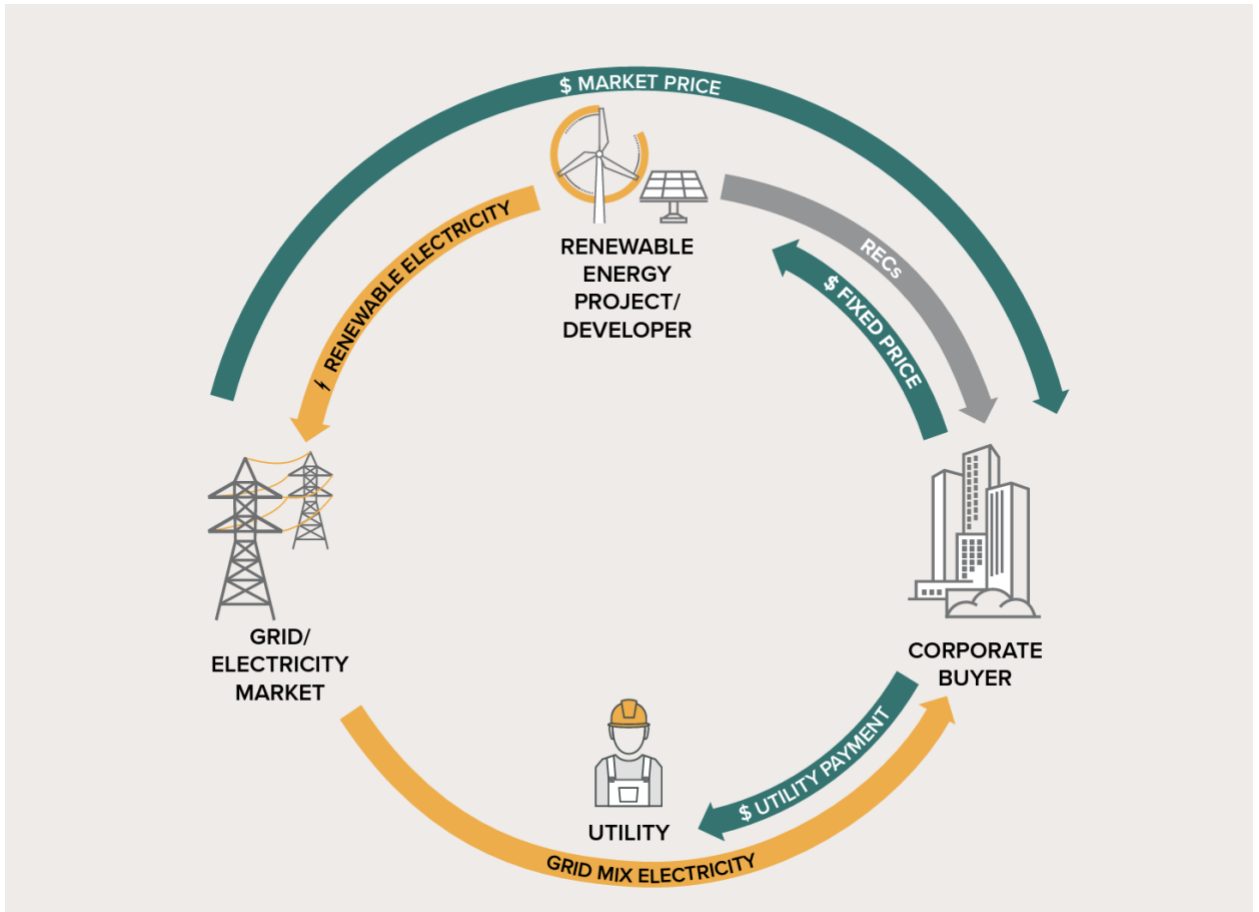 $ MARKET PRICE
RENEWABLE ELECTRICITY
RECs
$ FIXED PRICE
RENEWABLE
ENERGY
PROJECT/
DEVELOPER
GRID/
ELECTRICITY
MARKET
CORPORATE
BUYER
$ UTILITY PAYMENT
UTILITY
GRID MIX ELECTRICITY